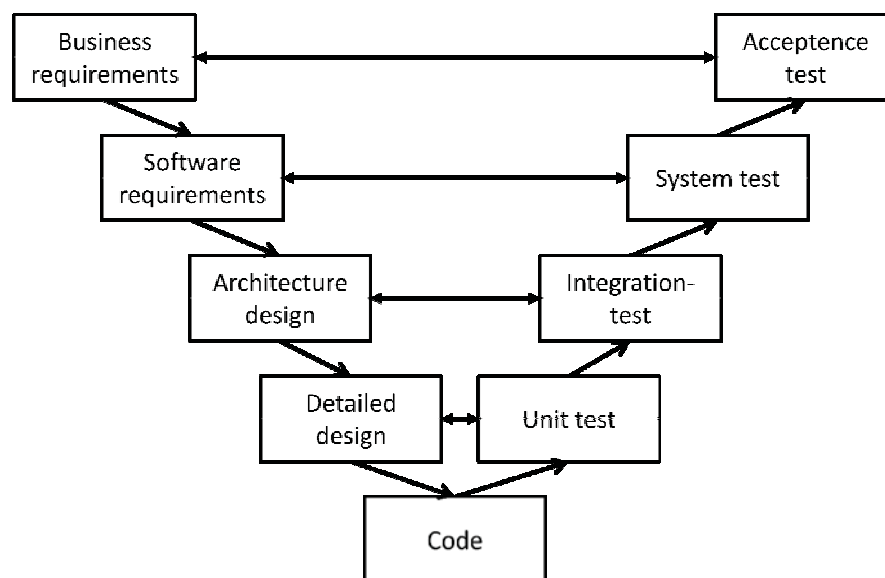 Business
requirements
Acceptence
test
Software
requirements
System test
Architecture
design
Integration-
test
Detailed
design
Unit test
Code